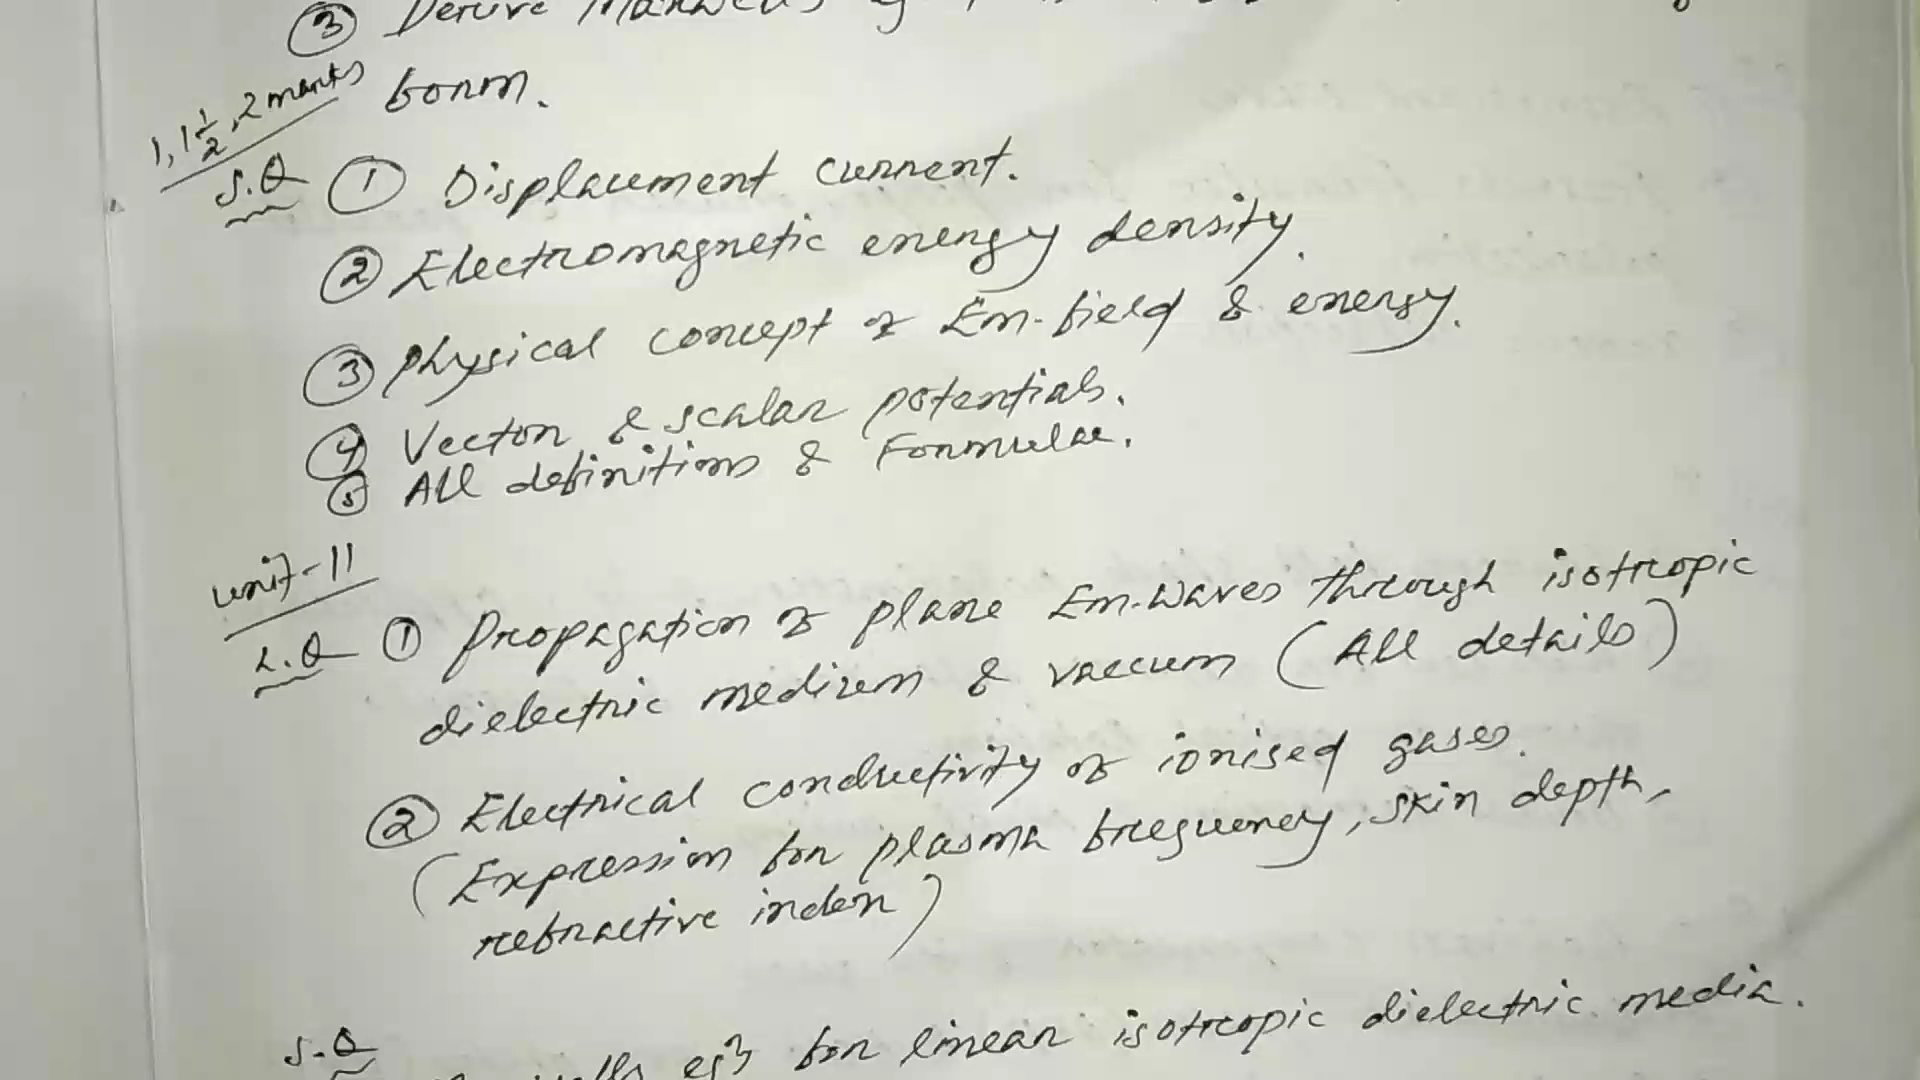 ③ Derive Maxwell's
form.
1, 1½, 2 marks
S.Q ① Displacement current.
② Electromagnetic energy density.
③ Physical concept of Em-field & energy.
④ Vector & scalar potentials.
⑤ All definitions & Formulae.
Unit-II
L.Q ① Propagation of plane Em-waves through isotropic
dielectric medium & vaccum (All details)
② Electrical conductivity of ionised gases.
(Expression for plasma frequency, skin depth,
refractive index)
S.Q
eqn for linear isotropic dielectric media.